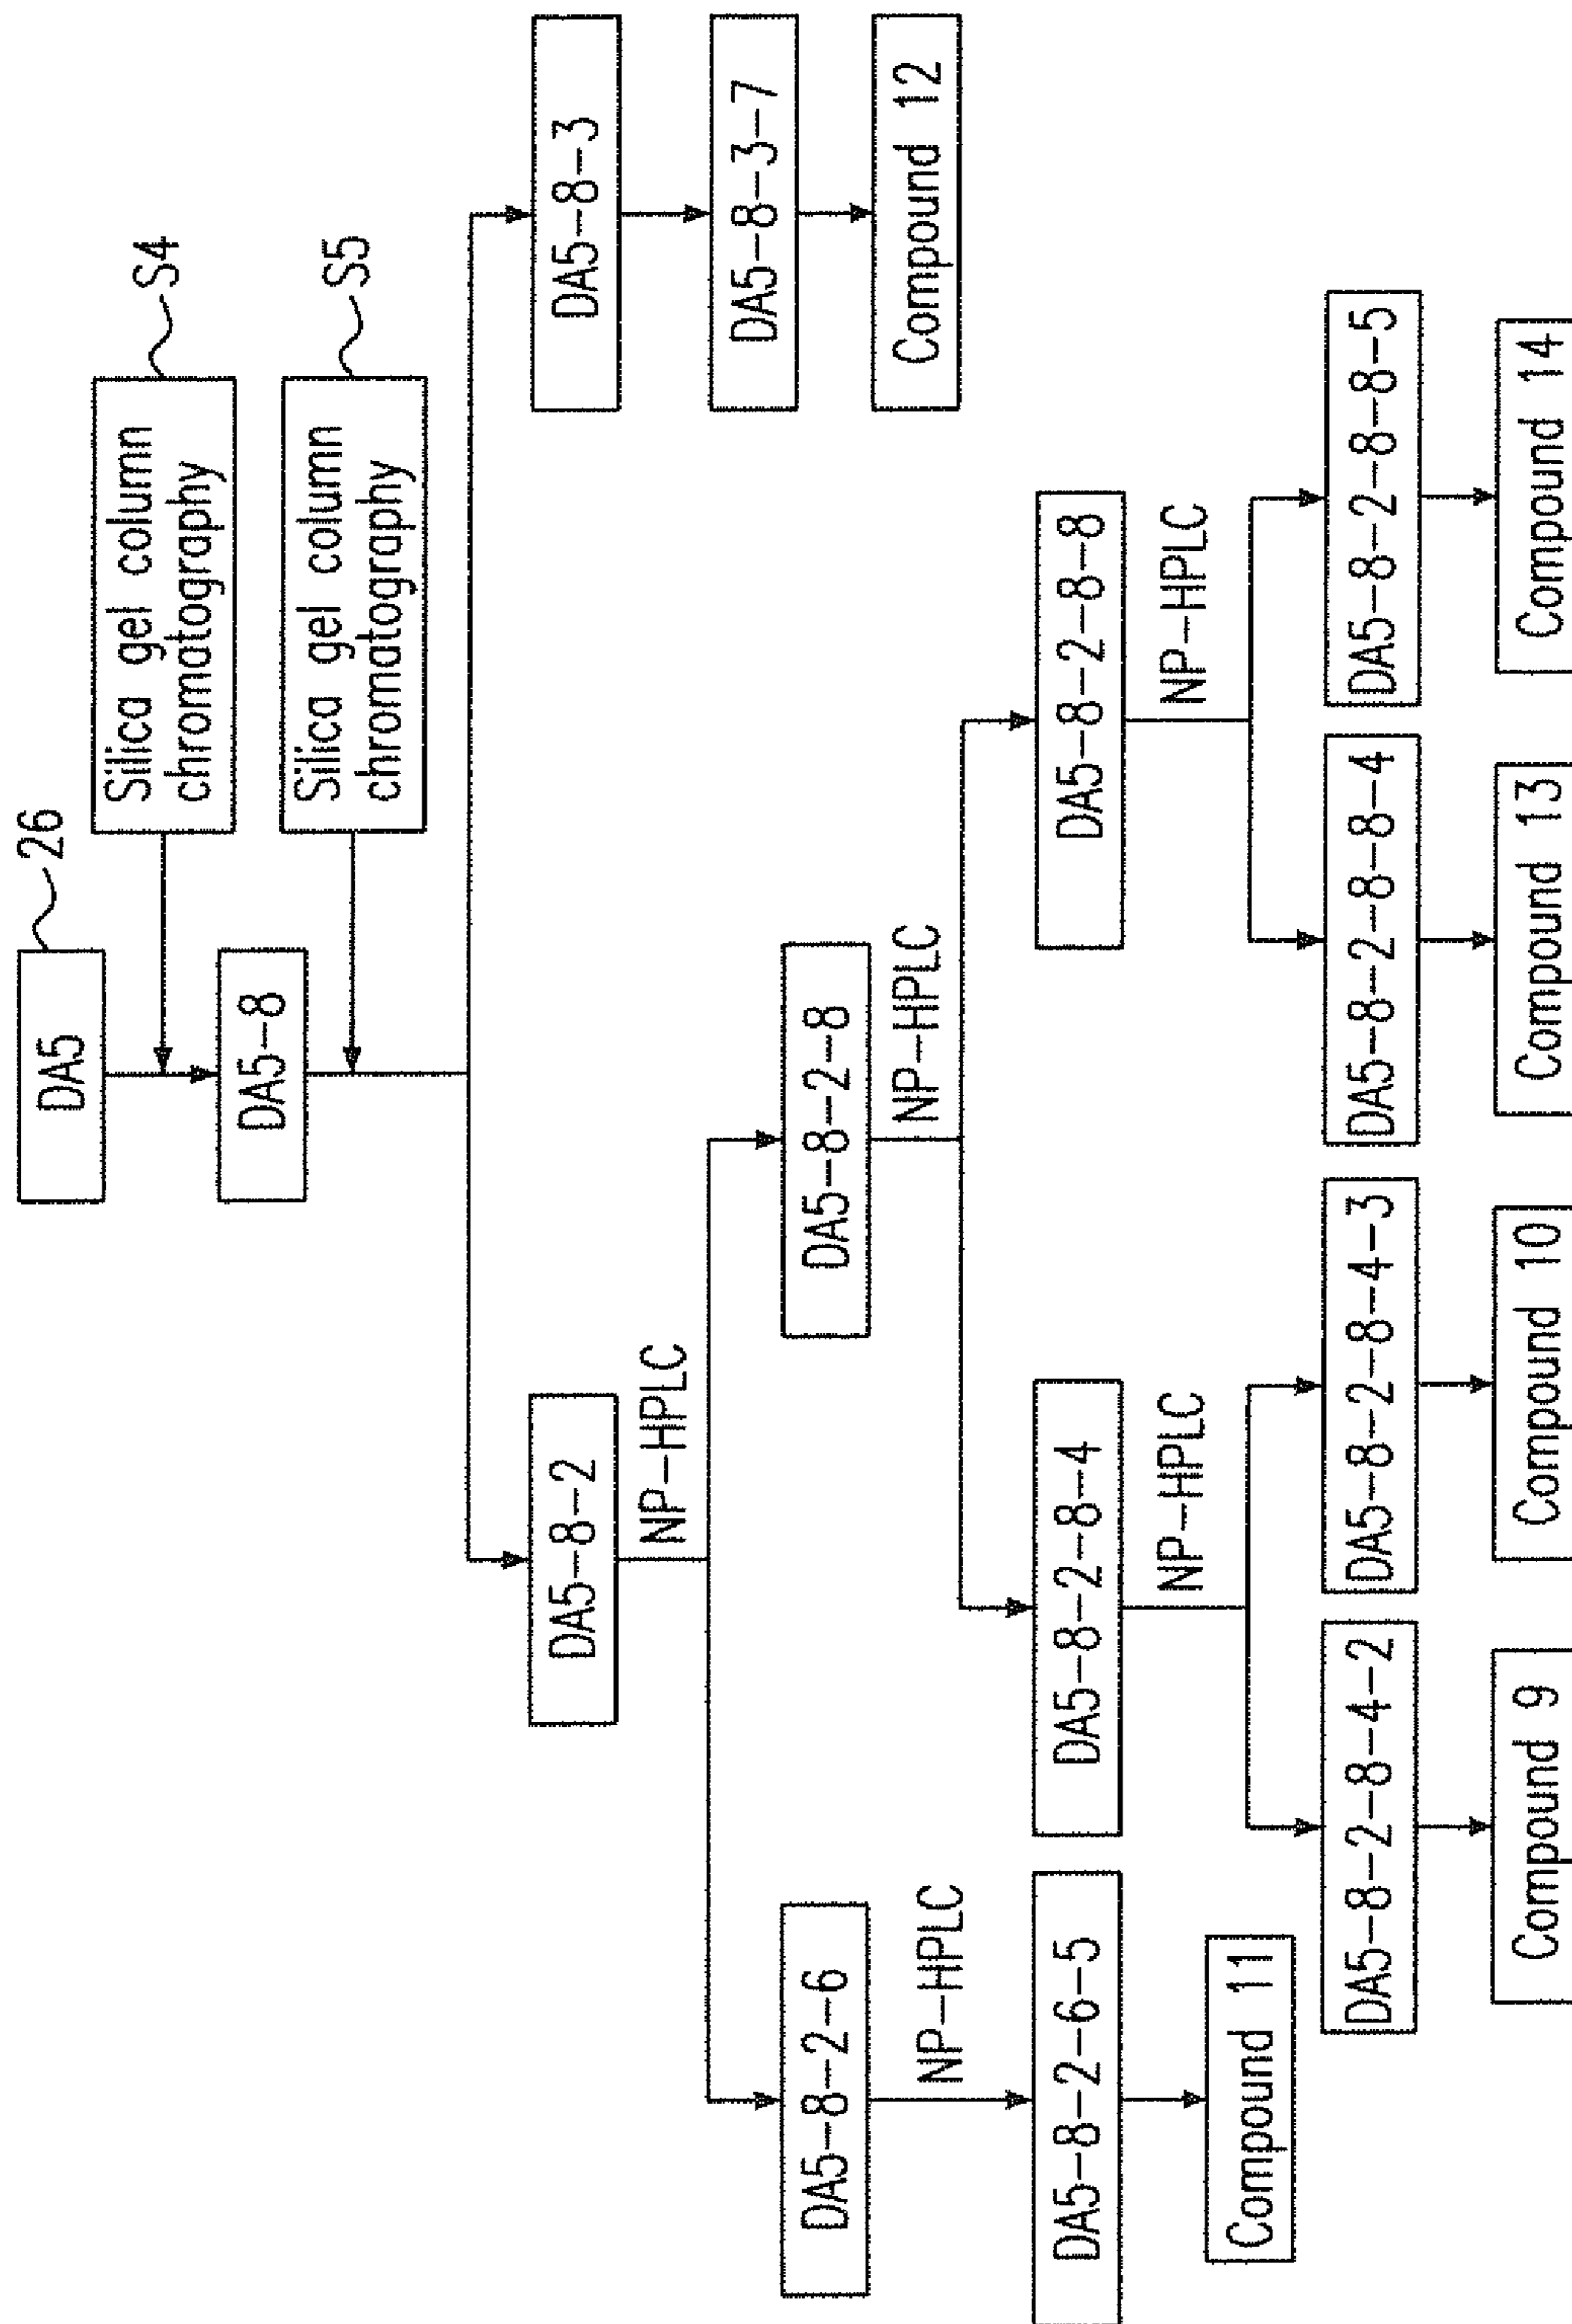 DA5
26
Silica gel column
chromatography
S4
DA5-8
Silica gel column
chromatography
S5
DA5-8-2
DA5-8-3
NP-HPLC
DA5-8-3-7
DA5-8-2-6
DA5-8-2-8
Compound 12
NP-HPLC
NP-HPLC
DA5-8-2-6-5
DA5-8-2-8-4
DA5-8-2-8-8
NP-HPLC
NP-HPLC
Compound 11
DA5-8-2-8-4-2
DA5-8-2-8-4-3
DA5-8-2-8-8-4
DA5-8-2-8-8-5
Compound 9
Compound 10
Compound 13
Compound 14